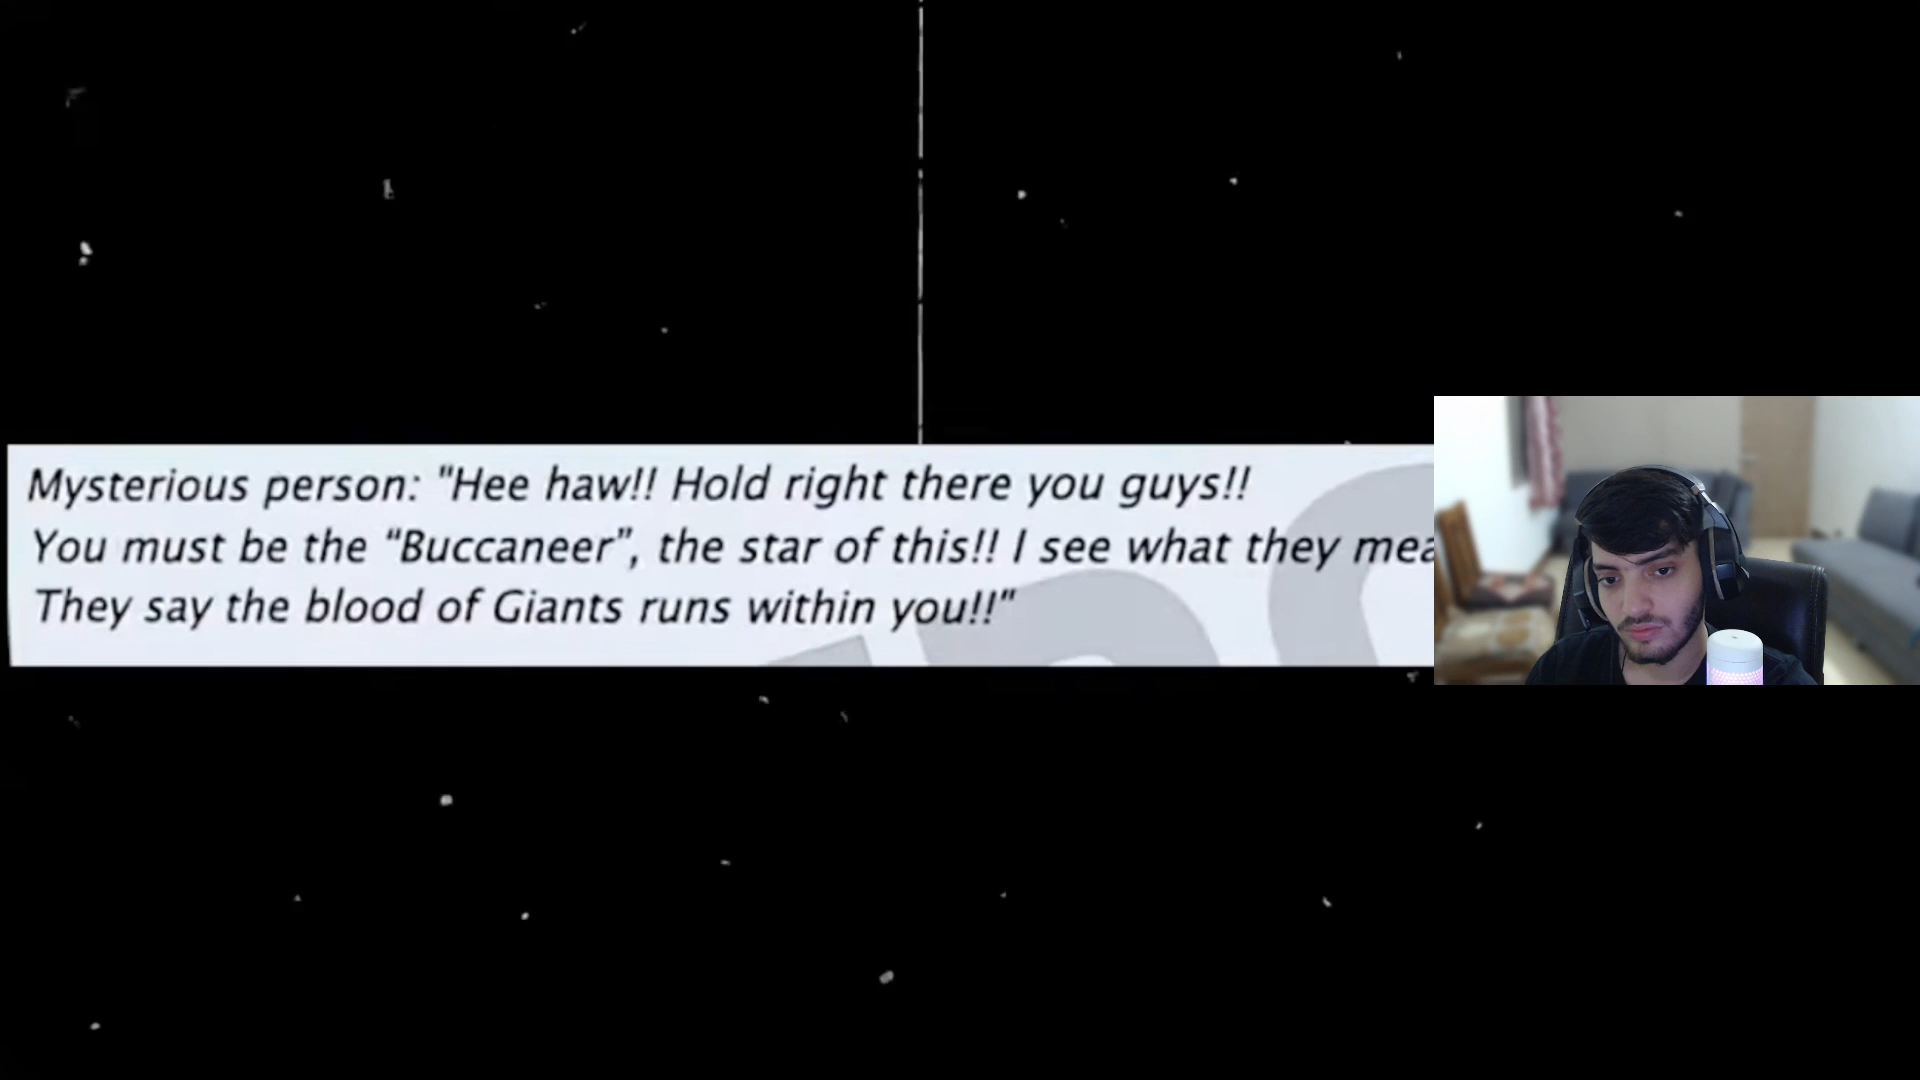 Mysterious person: "Hee haw!! Hold right there you guys!!
You must be the “Buccaneer”, the star of this!! I see what they
They say the blood of Giants runs within you!!"